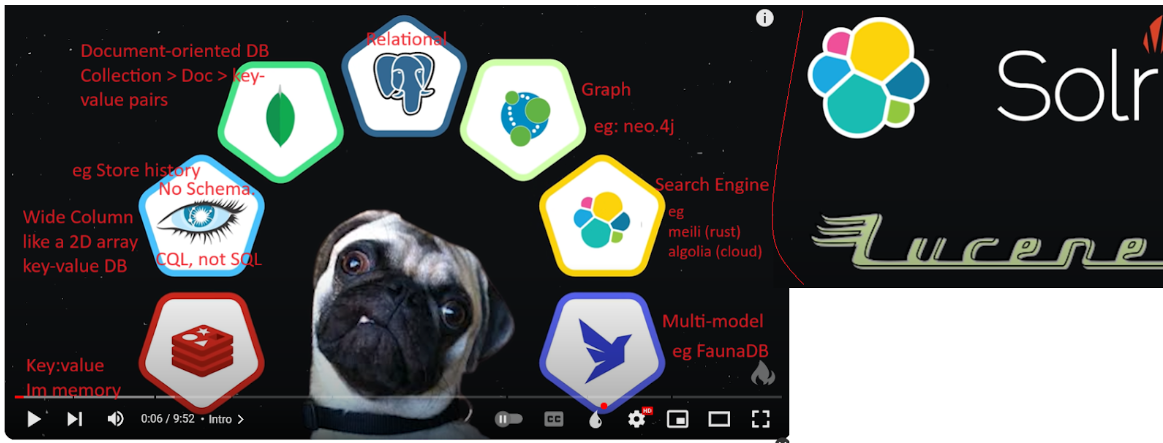 Document-oriented DB
Collection > Doc > key-
value pairs
Relational
Graph
eg: neo.4j
eg Store history
No Schema.
Wide Column
like a 2D array
key-value DB
CQL, not SQL
Search Engine
eg
meili (rust)
algolia (cloud)
Key:value
Im memory
Multi-model
eg FaunaDB
0:06 / 9:52 • Intro >
CC
HD
i
Solr
Lucene